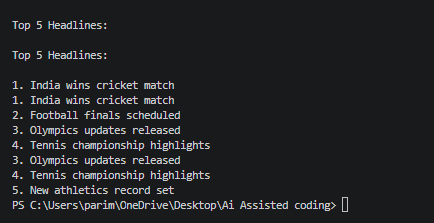 Top 5 Headlines:
Top 5 Headlines:
1. India wins cricket match
1. India wins cricket match
2. Football finals scheduled
3. Olympics updates released
4. Tennis championship highlights
3. Olympics updates released
4. Tennis championship highlights
5. New athletics record set
PS C:\Users\parim\OneDrive\Desktop\Ai Assisted coding>